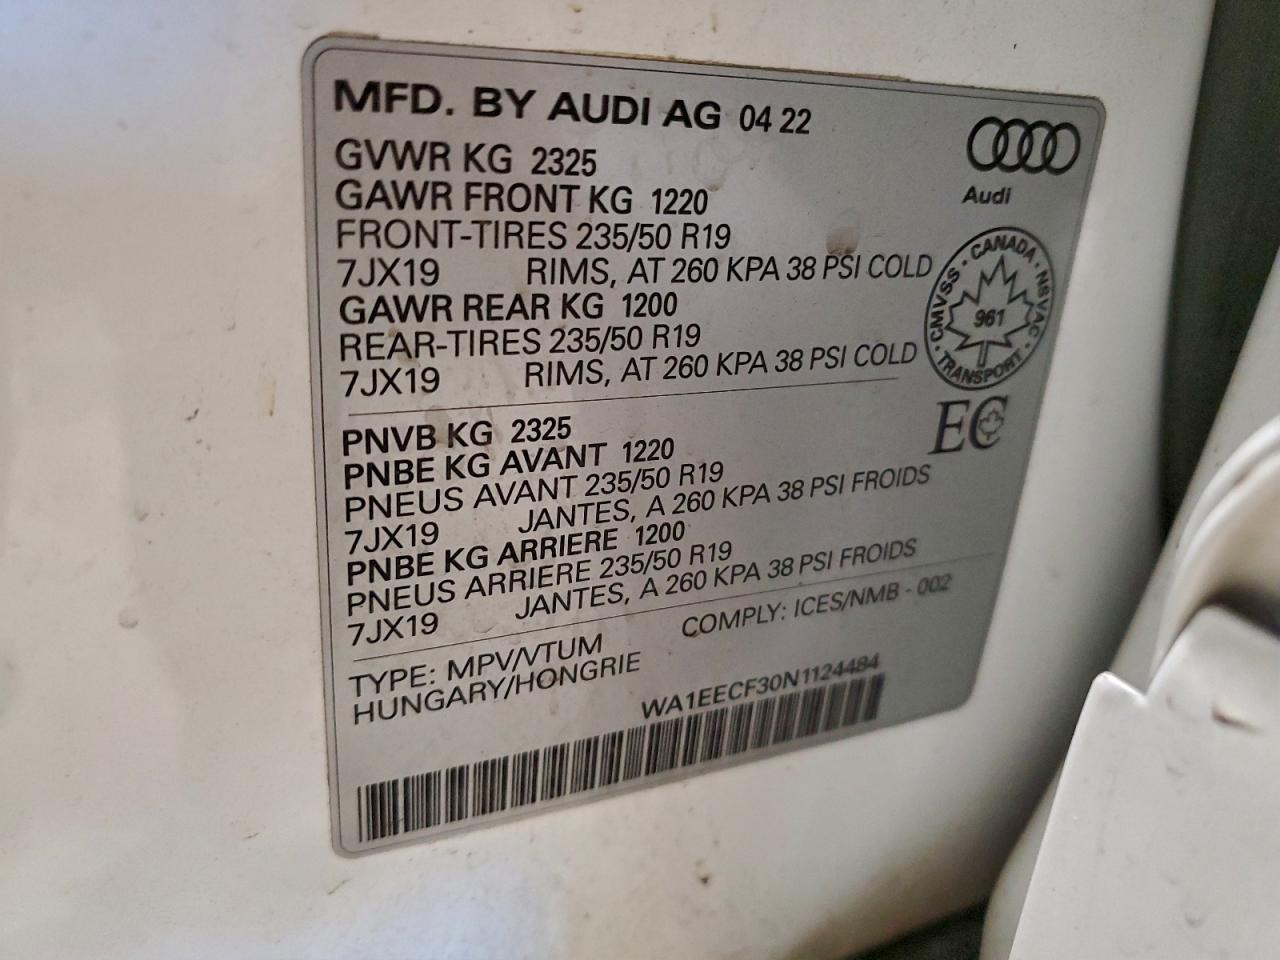 MFD. BY AUDI AG 04 22
GVWR KG 2325
GAWR FRONT KG 1220
FRONT-TIRES 235/50 R19
7JX19 RIMS, AT 260 KPA 38 PSI COLD
GAWR REAR KG 1200
REAR-TIRES 235/50 R19
7JX19 RIMS, AT 260 KPA 38 PSI COLD
Audi
CMVSS · CANADA · NSVAC · TRANSPORT ·
961
EC
PNVB KG 2325
PNBE KG AVANT 1220
PNEUS AVANT 235/50 R19
7JX19 JANTES, A 260 KPA 38 PSI FROIDS
PNBE KG ARRIERE 1200
PNEUS ARRIERE 235/50 R19
7JX19 JANTES, A 260 KPA 38 PSI FROIDS
TYPE: MPV/VTUM COMPLY: ICES/NMB - 002
HUNGARY/HONGRIE
WA1EECF30N1124484